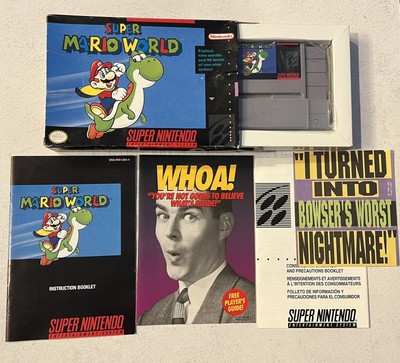 SUPER
MARIO WORLD
Nintendo
Explore
new worlds
and 96 levels
of non-stop
action!
SUPER NINTENDO
ENTERTAINMENT SYSTEM
SUPER
MARIO WORLD
INSTRUCTION BOOKLET
SUPER NINTENDO
ENTERTAINMENT SYSTEM
WHOA!
"YOU'RE NOT GOING TO BELIEVE
WHAT'S INSIDE!"
FREE
PLAYER'S
GUIDE!
"I TURNED
INTO
BOWSER'S WORST
NIGHTMARE!"
AND PRECAUTIONS BOOKLET
RENSEIGNEMENTS ET AVERTISSEMENTS
À L'INTENTION DES CONSOMMATEURS
FOLLETO DE INFORMACIÓN Y
PRECAUCIONES PARA EL CONSUMIDOR
SUPER NINTENDO
ENTERTAINMENT SYSTEM